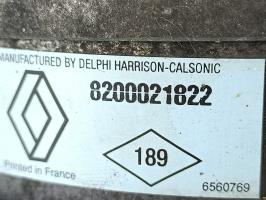 MANUFACTURED BY DELPHI HARRISON-CALSONIC
8200021822
189
Printed in France
6560769